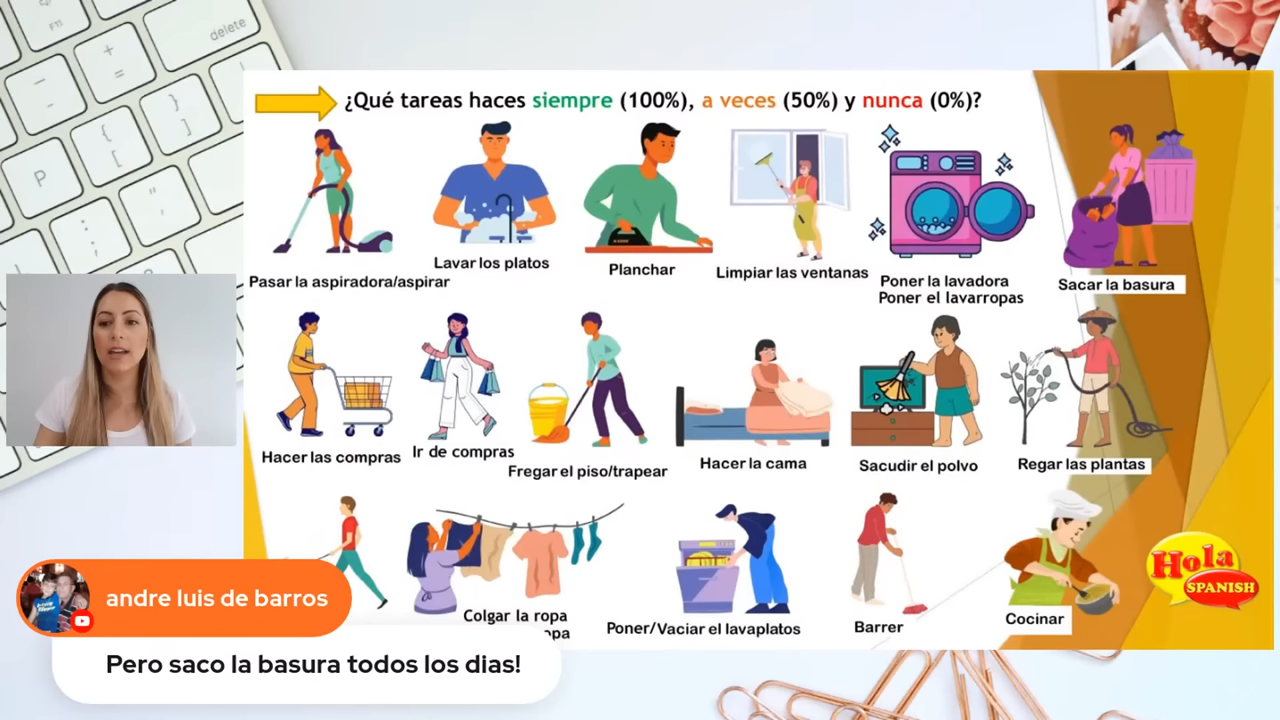 ¿Qué tareas haces siempre (100%), a veces (50%) y nunca (0%)?
Pasar la aspiradora/aspirar
Lavar los platos
Planchar
Limpiar las ventanas
Poner la lavadora
Poner el lavarropas
Sacar la basura
Hacer las compras
Ir de compras
Fregar el piso/trapear
Hacer la cama
Sacudir el polvo
Regar las plantas
Colgar la ropa
opa
Poner/Vaciar el lavaplatos
Barrer
Cocinar
Hola
SPANISH
andre luis de barros
Pero saco la basura todos los dias!
delete
F11
P